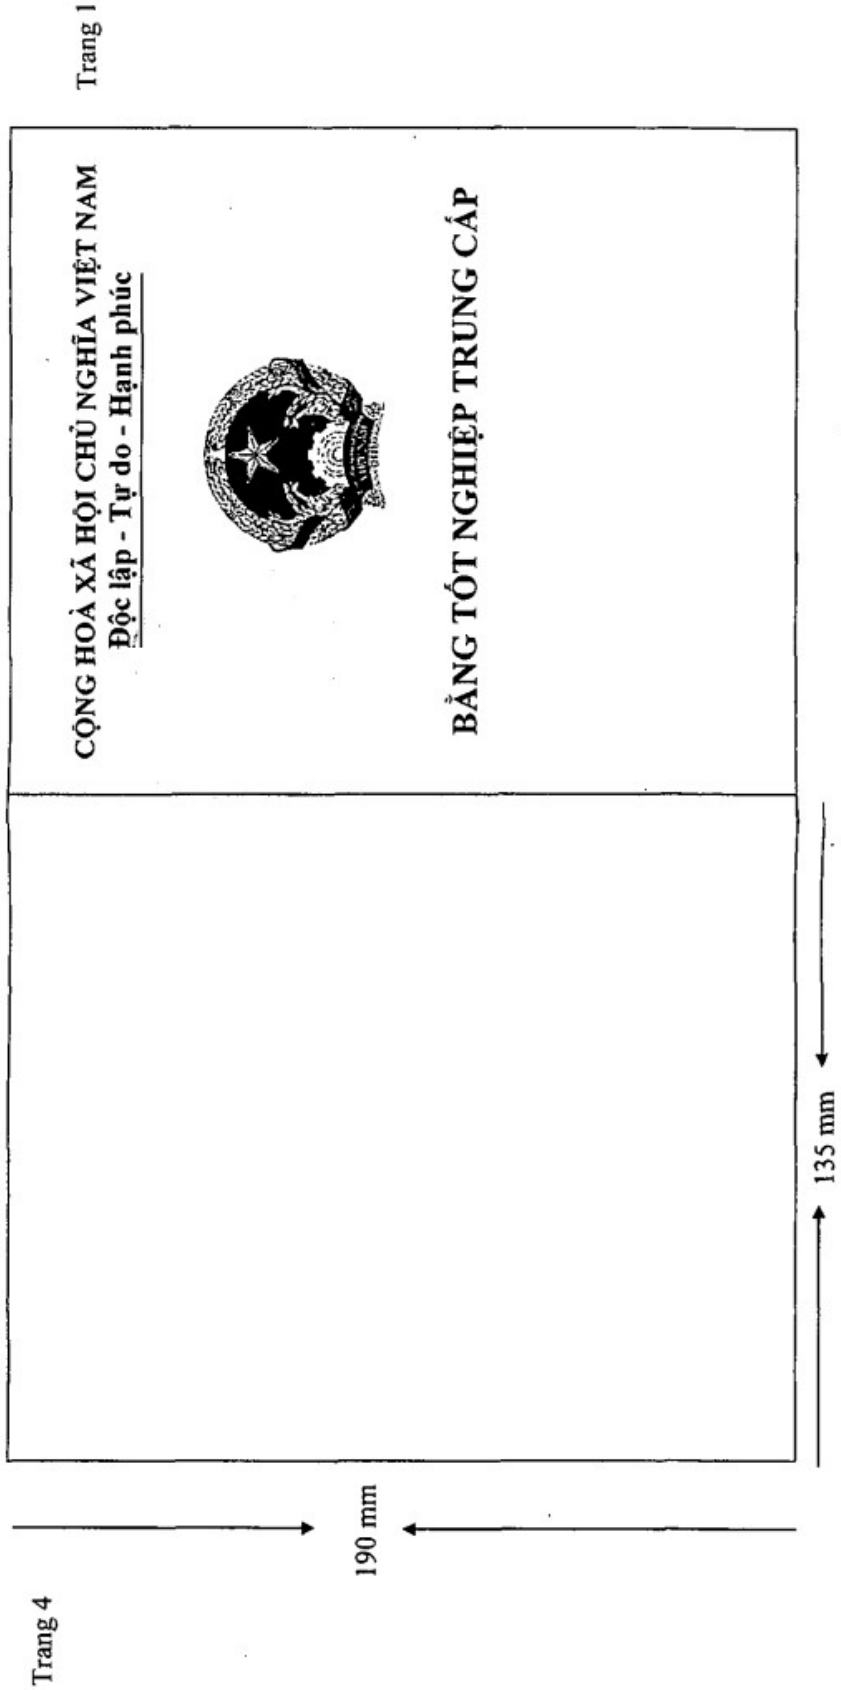 Trang 4
Trang 1
CỘNG HOÀ XÃ HỘI CHỦ NGHĨA VIỆT NAM
Độc lập - Tự do - Hạnh phúc
BẰNG TỐT NGHIỆP TRUNG CẤP
190 mm
135 mm